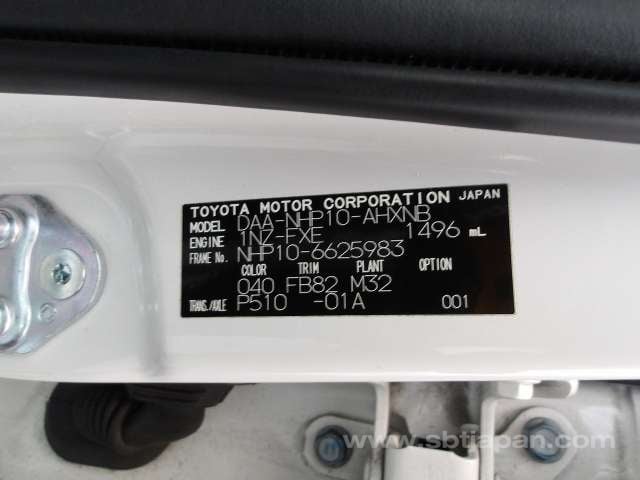 TOYOTA MOTOR CORPORATION JAPAN
MODEL DAA-NHP10-AHXNB
ENGINE 1NZ-FXE 1496 mL
FRAME No. NHP10-6625983
COLOR TRIM PLANT OPTION
040 FB82 M32
TRANS./AXLE P510 -01A 001
www.sbtjapan.com